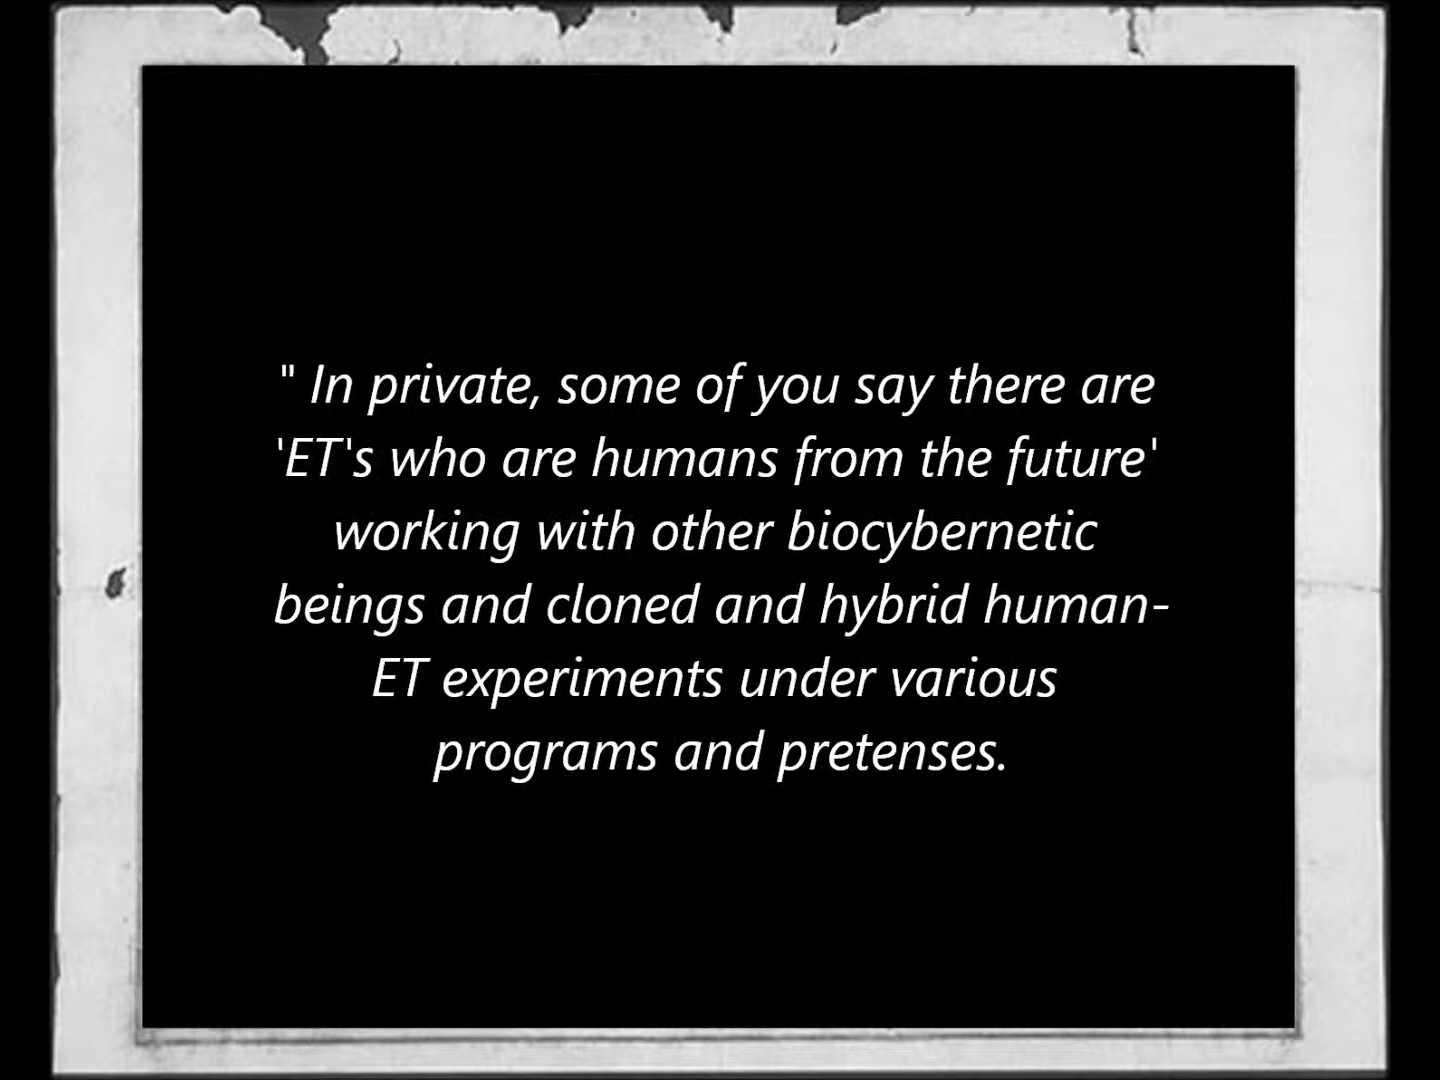 " In private, some of you say there are
'ET's who are humans from the future'
working with other biocybernetic
beings and cloned and hybrid human-
ET experiments under various
programs and pretenses.